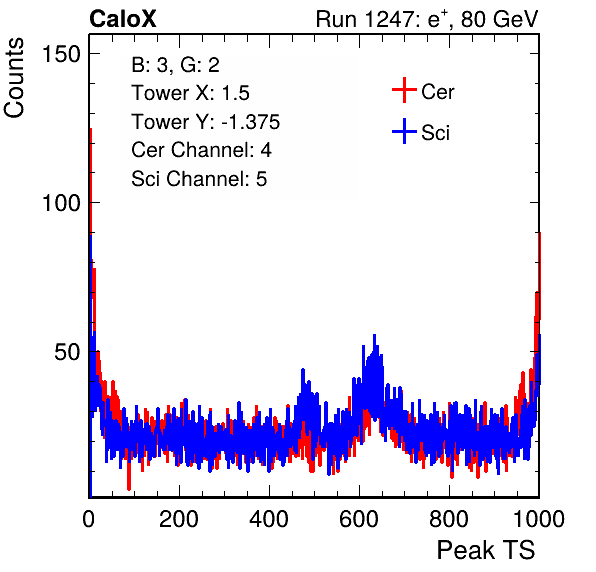 CaloX Run 1247: e⁺, 80 GeV
Counts
150
100
50
B: 3, G: 2
Tower X: 1.5
Tower Y: -1.375
Cer Channel: 4
Sci Channel: 5
Cer
Sci
0 200 400 600 800 1000
Peak TS